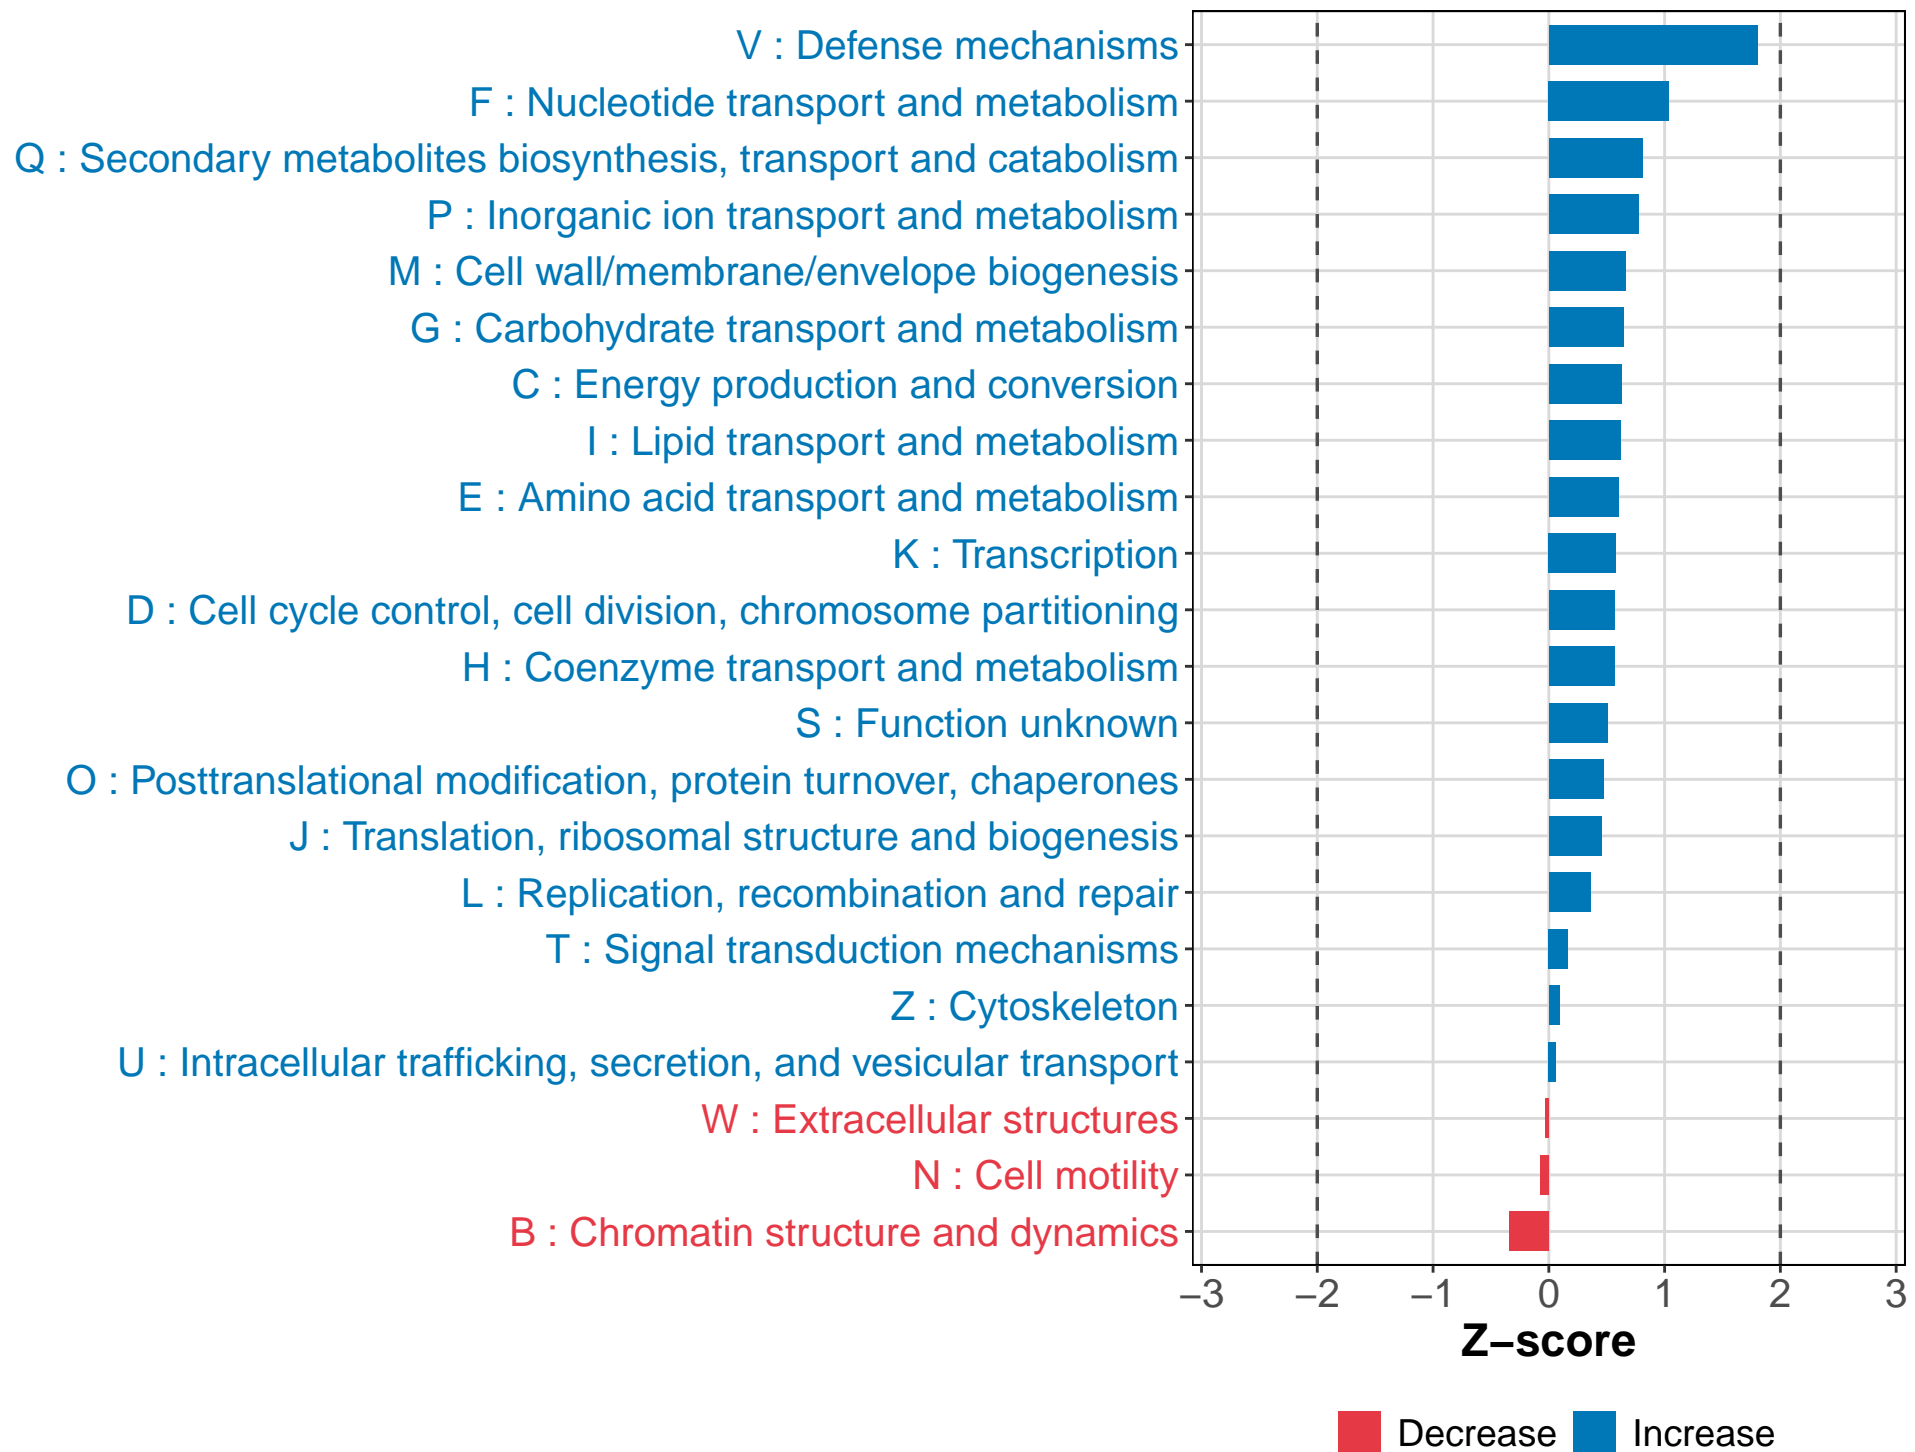 V : Defense mechanisms
F : Nucleotide transport and metabolism
Q : Secondary metabolites biosynthesis, transport and catabolism
P : Inorganic ion transport and metabolism
M : Cell wall/membrane/envelope biogenesis
G : Carbohydrate transport and metabolism
C : Energy production and conversion
I : Lipid transport and metabolism
E : Amino acid transport and metabolism
K : Transcription
D : Cell cycle control, cell division, chromosome partitioning
H : Coenzyme transport and metabolism
S : Function unknown
O : Posttranslational modification, protein turnover, chaperones
J : Translation, ribosomal structure and biogenesis
L : Replication, recombination and repair
T : Signal transduction mechanisms
Z : Cytoskeleton
U : Intracellular trafficking, secretion, and vesicular transport
W : Extracellular structures
N : Cell motility
B : Chromatin structure and dynamics
−3 −2 −1 0 1 2 3
Z−score
Decrease Increase